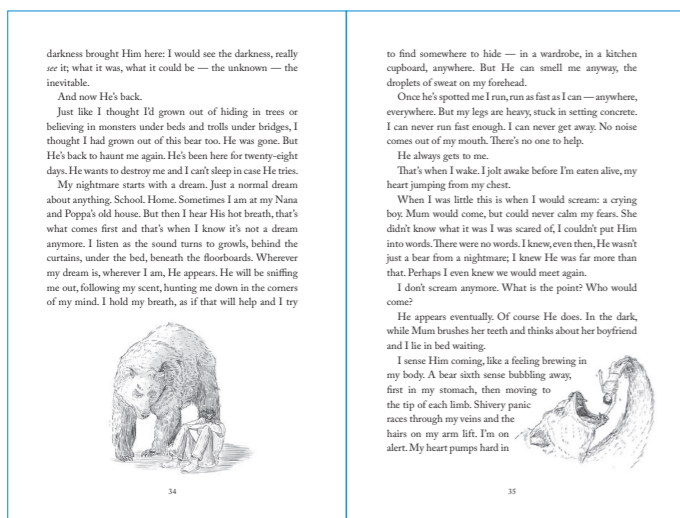 darkness brought Him here: I would see the darkness, really
see it; what it was, what it could be — the unknown — the
inevitable.
And now He's back.
Just like I thought I'd grown out of hiding in trees or
believing in monsters under beds and trolls under bridges, I
thought I had grown out of this bear too. He was gone. But
He's back to haunt me again. He's been here for twenty-eight
days. He wants to destroy me and I can't sleep in case He tries.
My nightmare starts with a dream. Just a normal dream
about anything. School. Home. Sometimes I am at my Nana
and Poppa's old house. But then I hear His hot breath, that's
what comes first and that's when I know it's not a dream
anymore. I listen as the sound turns to growls, behind the
curtains, under the bed, beneath the floorboards. Wherever
my dream is, wherever I am, He appears. He will be sniffing
me out, following my scent, hunting me down in the corners
of my mind. I hold my breath, as if that will help and I try
34
to find somewhere to hide — in a wardrobe, in a kitchen
cupboard, anywhere. But He can smell me anyway, the
droplets of sweat on my forehead.
Once he's spotted me I run, run as fast as I can — anywhere,
everywhere. But my legs are heavy, stuck in setting concrete.
I can never run fast enough. I can never get away. No noise
comes out of my mouth. There's no one to help.
He always gets to me.
That's when I wake. I jolt awake before I'm eaten alive, my
heart jumping from my chest.
When I was little this is when I would scream: a crying
boy. Mum would come, but could never calm my fears. She
didn't know what it was I was scared of, I couldn't put Him
into words. There were no words. I knew, even then, He wasn't
just a bear from a nightmare; I knew He was far more than
that. Perhaps I even knew we would meet again.
I don't scream anymore. What is the point? Who would
come?
He appears eventually. Of course He does. In the dark,
while Mum brushes her teeth and thinks about her boyfriend
and I lie in bed waiting.
I sense Him coming, like a feeling brewing in
my body. A bear sixth sense bubbling away,
first in my stomach, then moving to
the tip of each limb. Shivery panic
races through my veins and the
hairs on my arm lift. I'm on
alert. My heart pumps hard in
35